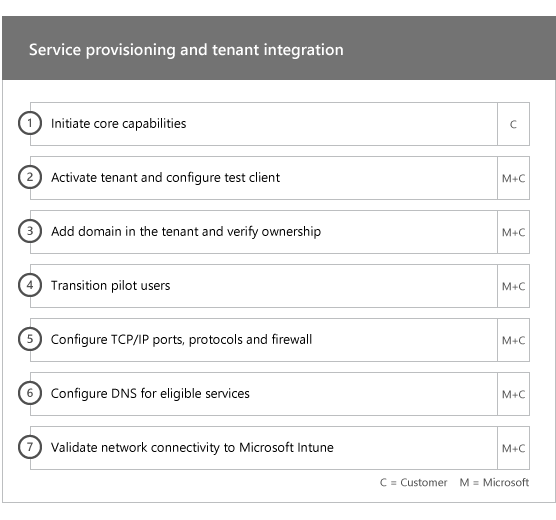 Service provisioning and tenant integration
1 Initiate core capabilities C
2 Activate tenant and configure test client M+C
3 Add domain in the tenant and verify ownership M+C
4 Transition pilot users M+C
5 Configure TCP/IP ports, protocols and firewall M+C
6 Configure DNS for eligible services M+C
7 Validate network connectivity to Microsoft Intune M+C
C = Customer M = Microsoft